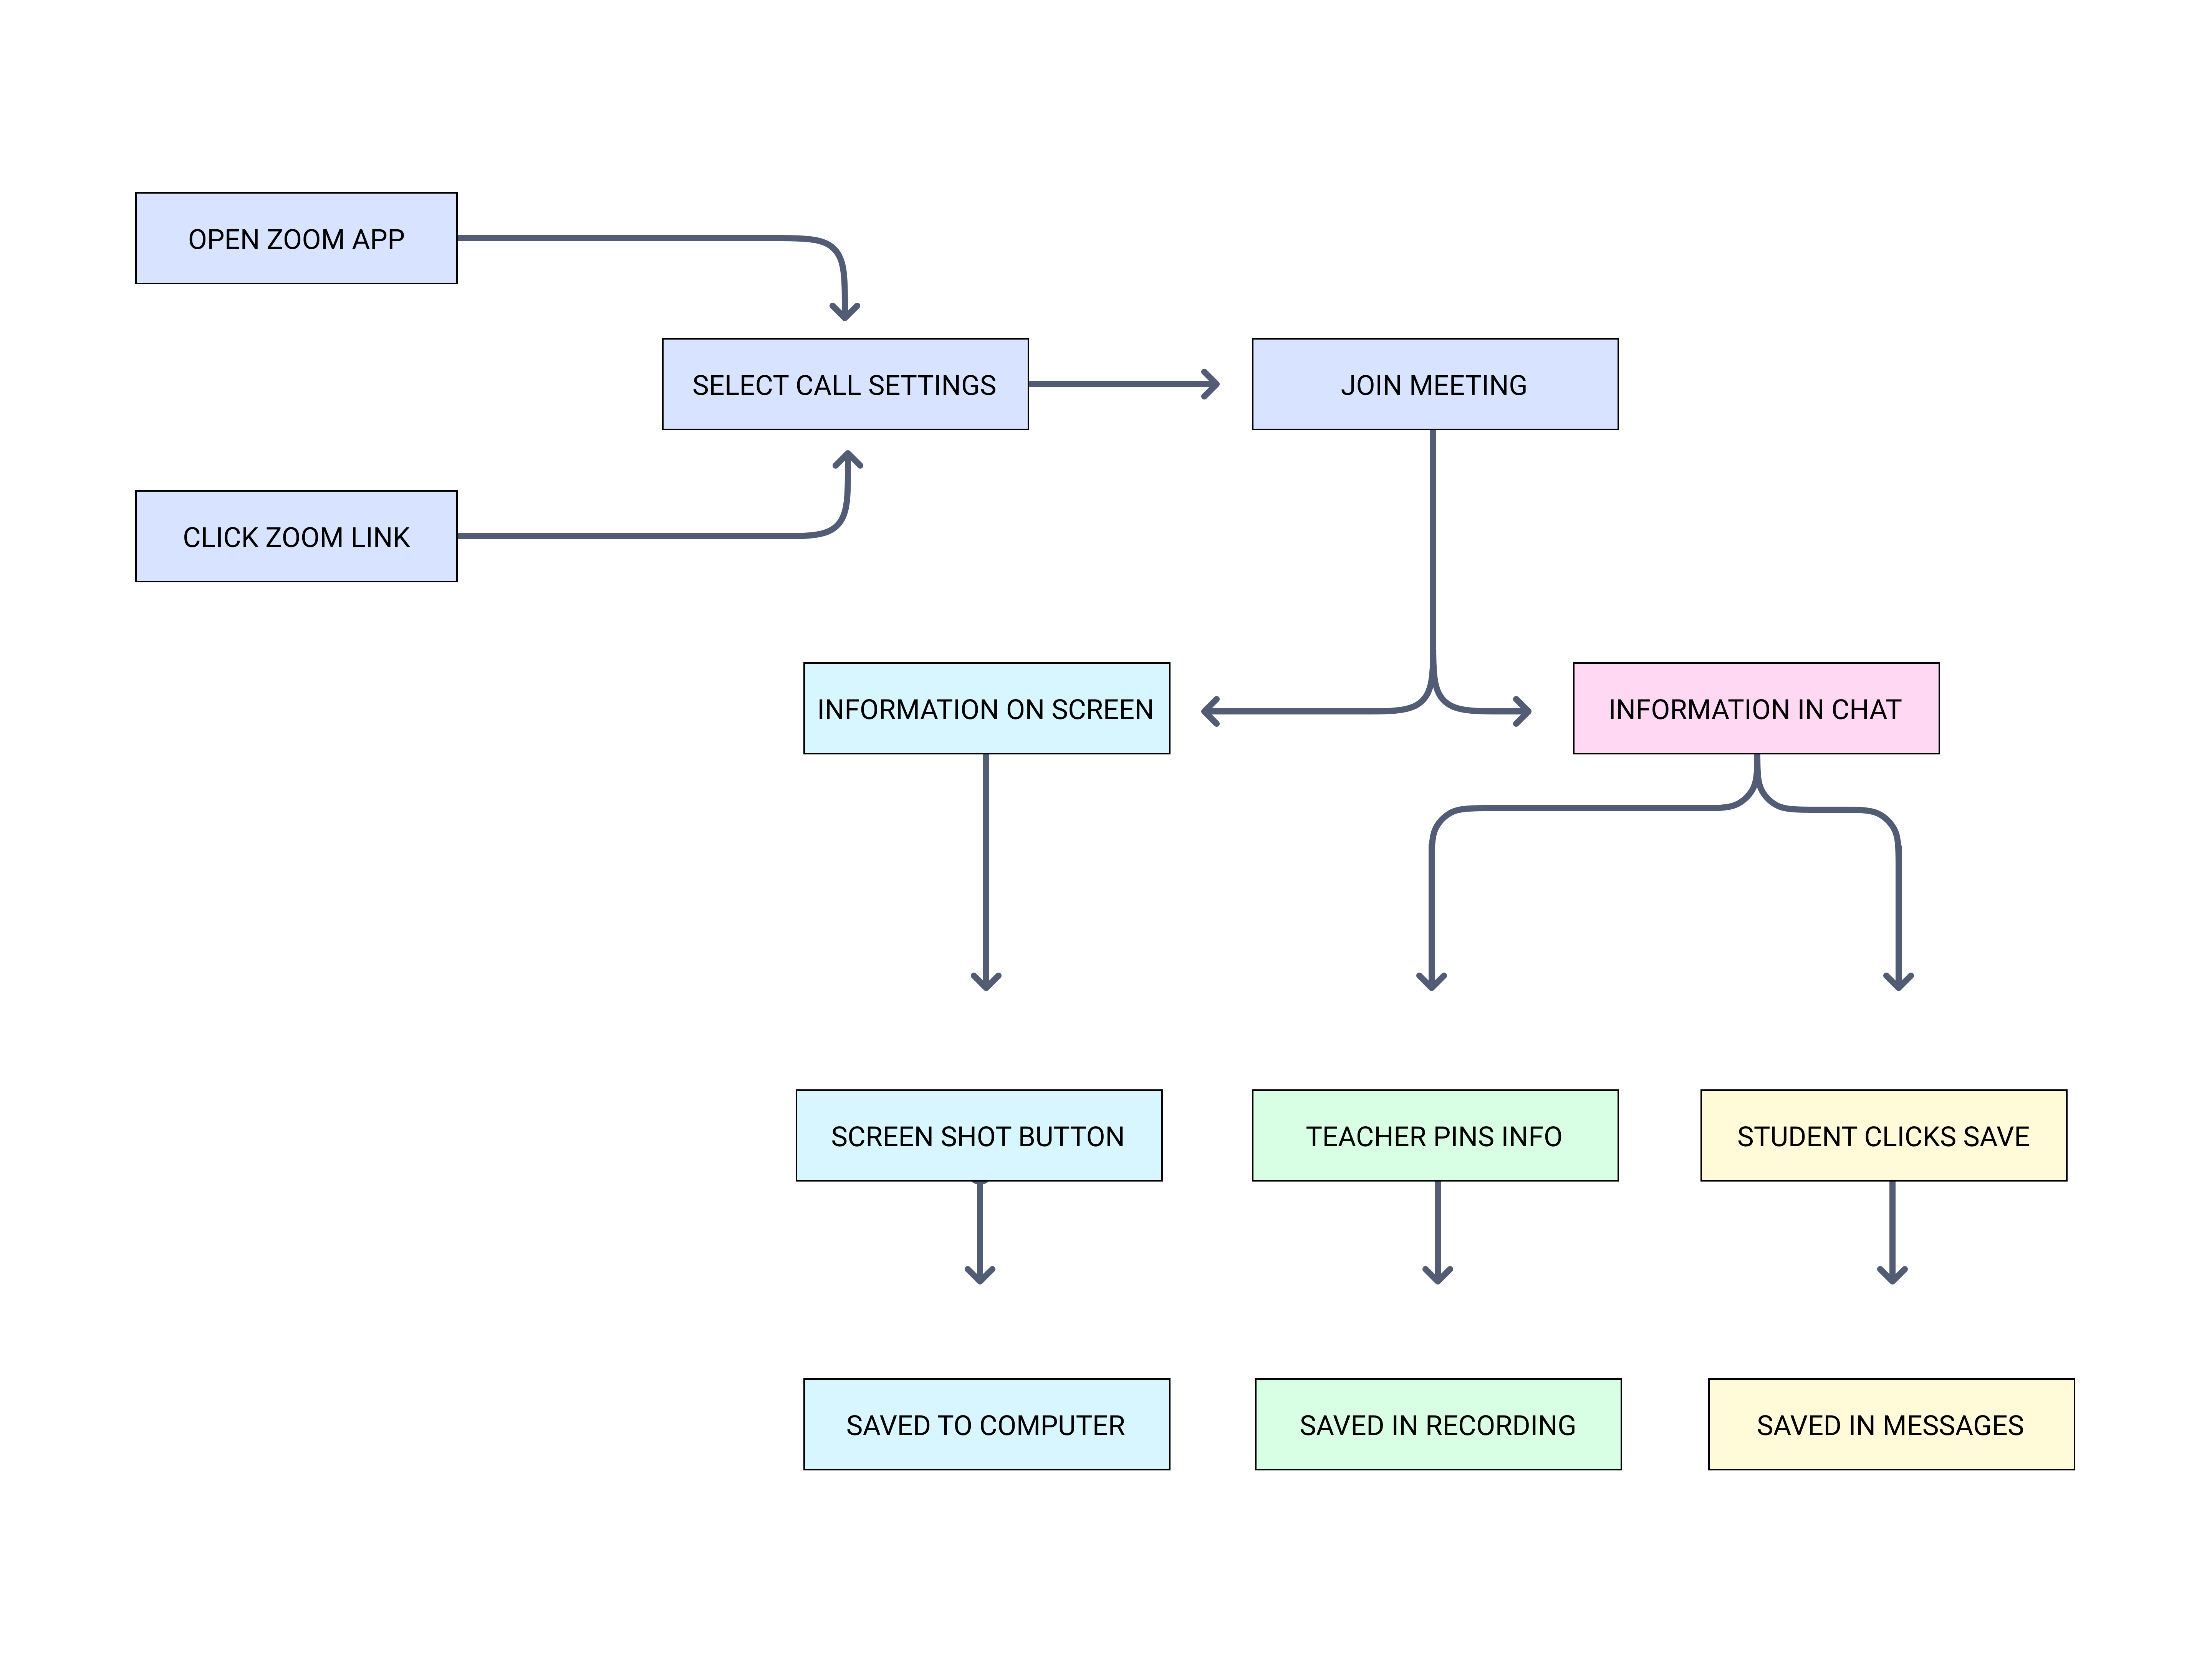 OPEN ZOOM APP
SELECT CALL SETTINGS
JOIN MEETING
CLICK ZOOM LINK
INFORMATION ON SCREEN
INFORMATION IN CHAT
SCREEN SHOT BUTTON
TEACHER PINS INFO
STUDENT CLICKS SAVE
SAVED TO COMPUTER
SAVED IN RECORDING
SAVED IN MESSAGES